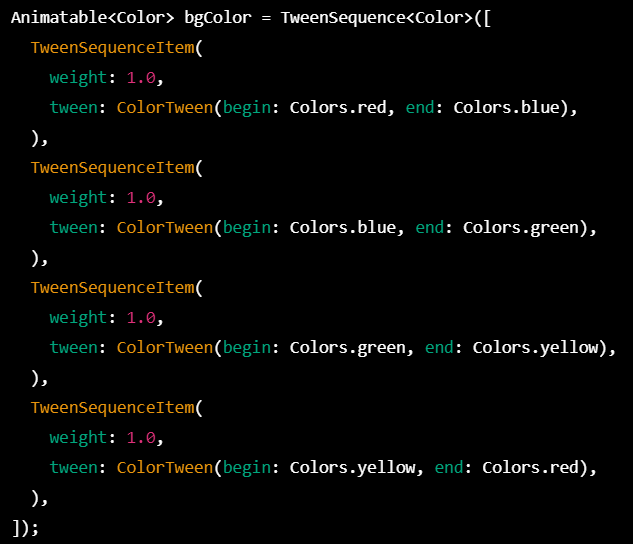 Animatable<Color> bgColor = TweenSequence<Color>([
  TweenSequenceItem(
    weight: 1.0,
    tween: ColorTween(begin: Colors.red, end: Colors.blue),
  ),
  TweenSequenceItem(
    weight: 1.0,
    tween: ColorTween(begin: Colors.blue, end: Colors.green),
  ),
  TweenSequenceItem(
    weight: 1.0,
    tween: ColorTween(begin: Colors.green, end: Colors.yellow),
  ),
  TweenSequenceItem(
    weight: 1.0,
    tween: ColorTween(begin: Colors.yellow, end: Colors.red),
  ),
]);